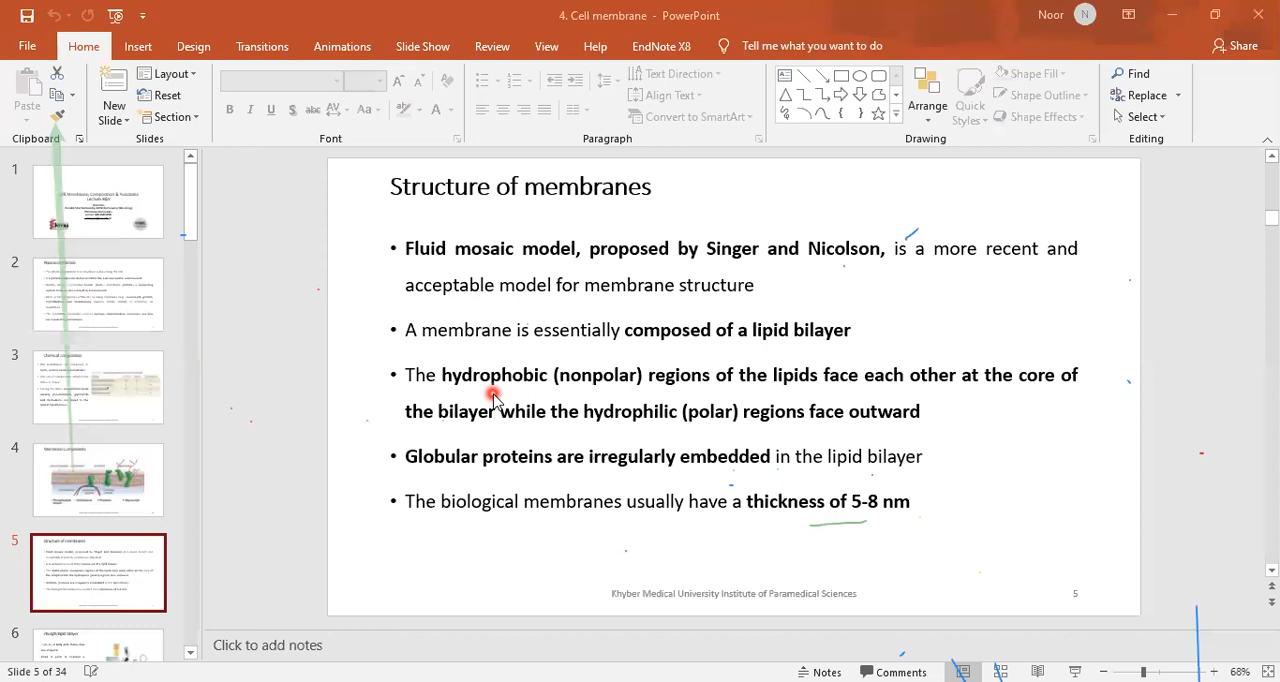 4. Cell membrane - PowerPoint
Noor N
File Home Insert Design Transitions Animations Slide Show Review View Help EndNote X8 Tell me what you want to do Share
Paste
New Slide
Layout
Reset
Section
B I U S abc AV Aa A
Text Direction
Align Text
Convert to SmartArt
Arrange
Quick Styles
Shape Fill
Shape Outline
Shape Effects
Find
Replace
Select
Clipboard Slides Font Paragraph Drawing Editing
1
2
3
4
5
6
Structure of membranes
• Fluid mosaic model, proposed by Singer and Nicolson, is a more recent and
acceptable model for membrane structure
• A membrane is essentially composed of a lipid bilayer
• The hydrophobic (nonpolar) regions of the lipids face each other at the core of
the bilayer while the hydrophilic (polar) regions face outward
• Globular proteins are irregularly embedded in the lipid bilayer
• The biological membranes usually have a thickness of 5-8 nm
Khyber Medical University Institute of Paramedical Sciences 5
Click to add notes
Slide 5 of 34 Notes Comments 68%